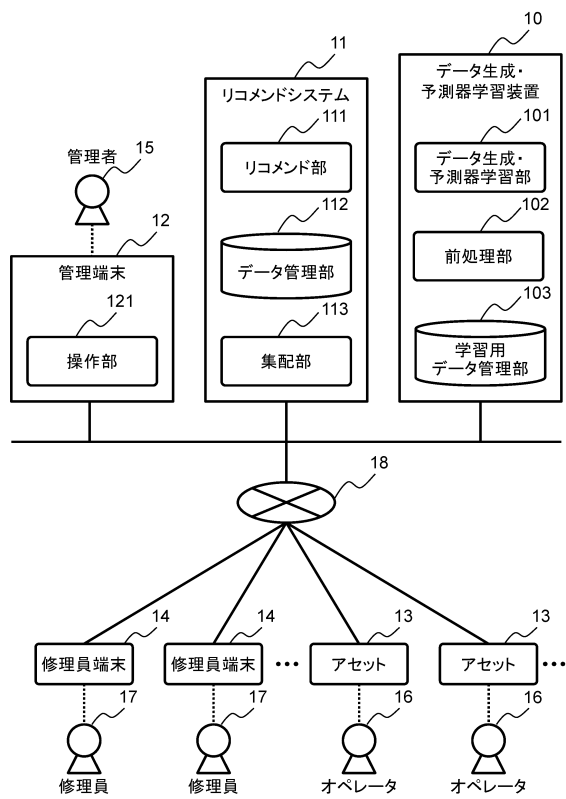 10
データ生成・
予測器学習装置
101
データ生成・
予測器学習部
102
前処理部
103
学習用
データ管理部
11
リコメンドシステム
111
リコメンド部
112
データ管理部
113
集配部
管理者
15
12
管理端末
121
操作部
18
14
修理員端末
14
修理員端末
•••
13
アセット
13
アセット
•••
17
修理員
17
修理員
16
オペレータ
16
オペレータ